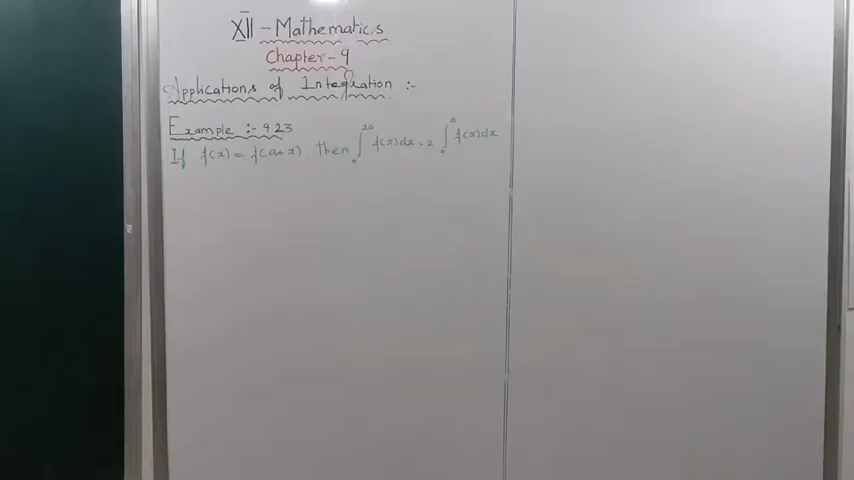 XII - Mathematics
Chapter - 9
Applications of Integration :-
Example :- 9.23
If f(x) = f(a+x), then ∫₀²ᵃ f(x)dx = 2 ∫₀ᵃ f(x)dx